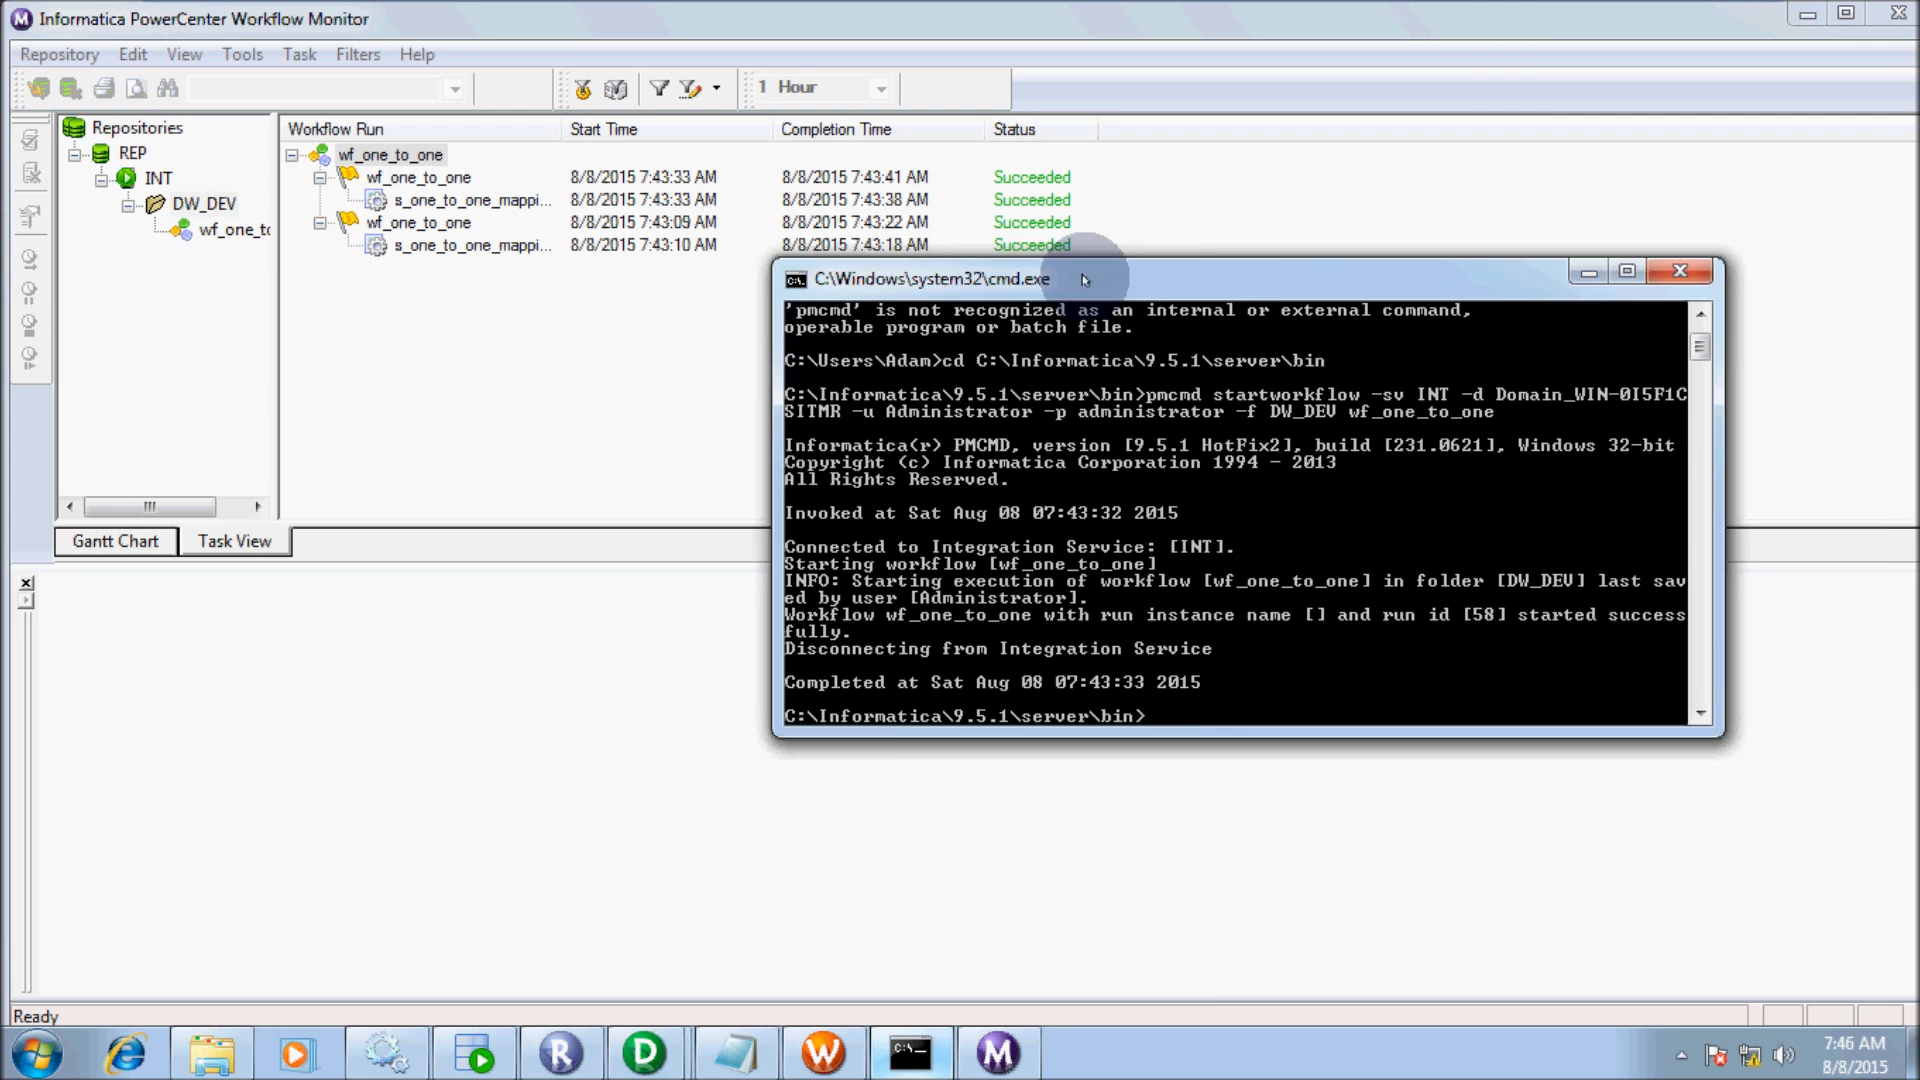 Informatica PowerCenter Workflow Monitor
Repository Edit View Tools Task Filters Help
1 Hour
Repositories
REP
INT
DW_DEV
wf_one_to
Workflow Run Start Time Completion Time Status
wf_one_to_one
wf_one_to_one 8/8/2015 7:43:33 AM 8/8/2015 7:43:41 AM Succeeded
s_one_to_one_mappi... 8/8/2015 7:43:33 AM 8/8/2015 7:43:38 AM Succeeded
wf_one_to_one 8/8/2015 7:43:09 AM 8/8/2015 7:43:22 AM Succeeded
s_one_to_one_mappi... 8/8/2015 7:43:10 AM 8/8/2015 7:43:18 AM Succeeded
Gantt Chart Task View
C:\Windows\system32\cmd.exe
'pmcmd' is not recognized as an internal or external command,
operable program or batch file.
C:\Users\Adam>cd C:\Informatica\9.5.1\server\bin
C:\Informatica\9.5.1\server\bin>pmcmd startworkflow -sv INT -d Domain_WIN-0I5F1C
SITMR -u Administrator -p administrator -f DW_DEV wf_one_to_one
Informatica(r) PMCMD, version [9.5.1 HotFix2], build [231.0621], Windows 32-bit
Copyright (c) Informatica Corporation 1994 - 2013
All Rights Reserved.
Invoked at Sat Aug 08 07:43:32 2015
Connected to Integration Service: [INT].
Starting workflow [wf_one_to_one]
INFO: Starting execution of workflow [wf_one_to_one] in folder [DW_DEV] last sav
ed by user [Administrator].
Workflow wf_one_to_one with run instance name [] and run id [58] started success
fully.
Disconnecting from Integration Service
Completed at Sat Aug 08 07:43:33 2015
C:\Informatica\9.5.1\server\bin>
Ready
R D W C:\_ M
7:46 AM
8/8/2015